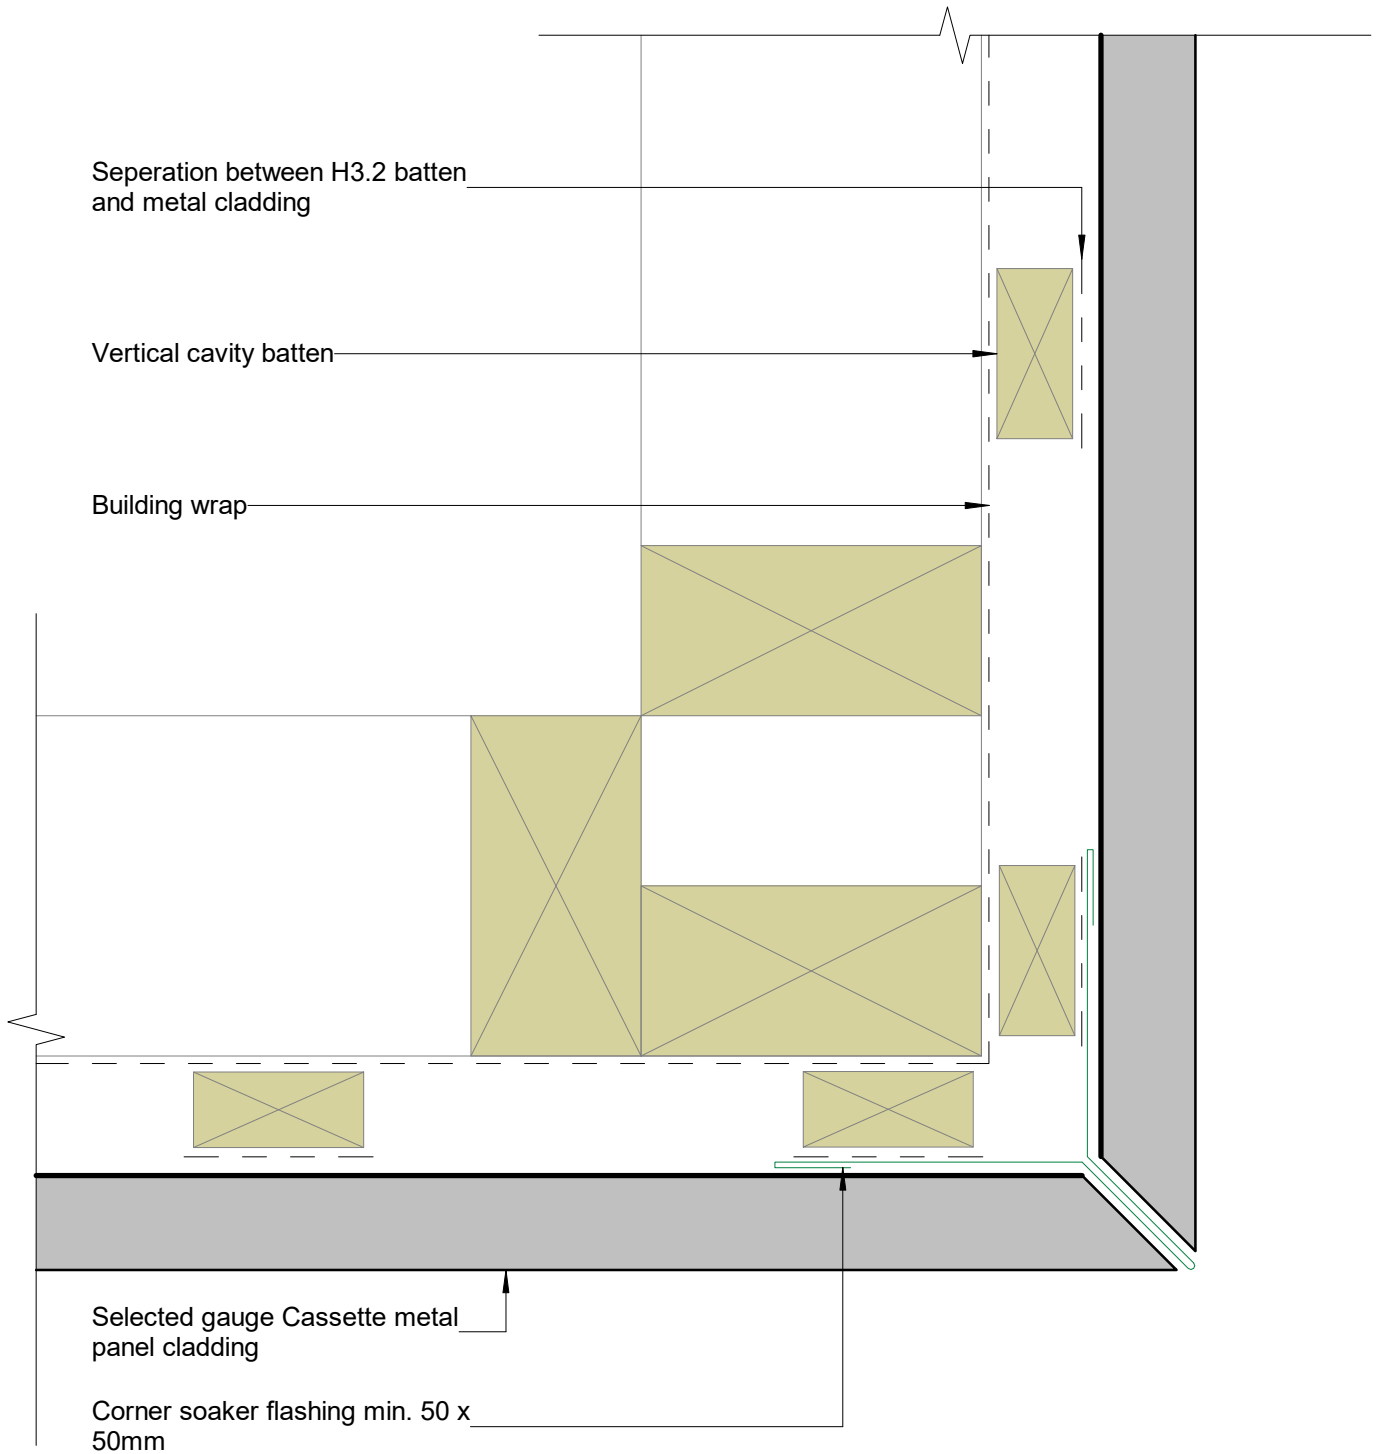 Seperation between H3.2 batten
and metal cladding
Vertical cavity batten
Building wrap
Selected gauge Cassette metal
panel cladding
Corner soaker flashing min. 50 x
50mm